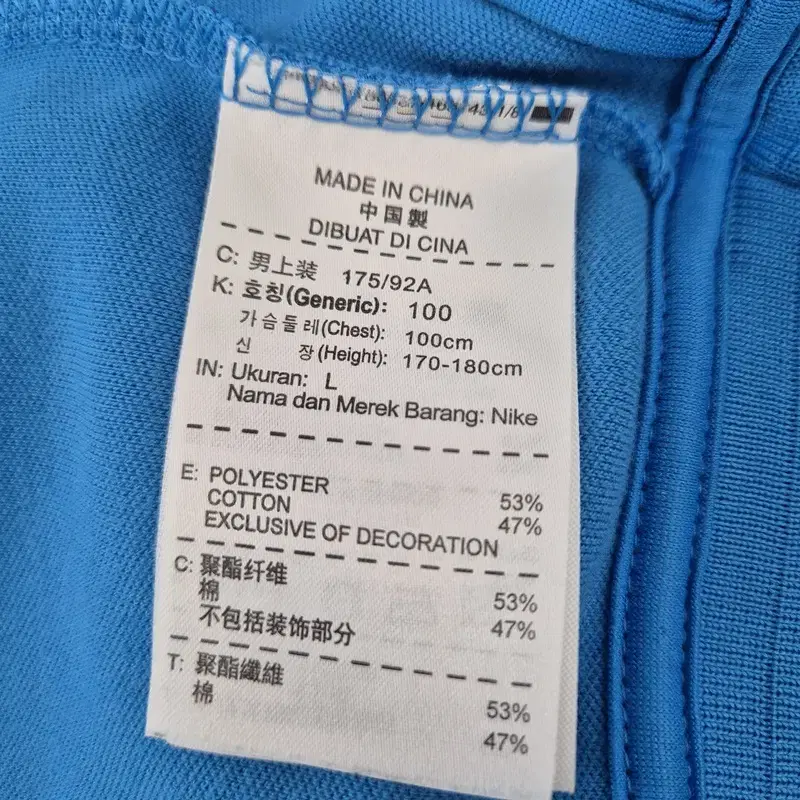 MADE IN CHINA
中国製
DIBUAT DI CINA
C: 男上装 175/92A
K: 호칭(Generic): 100
가슴둘레(Chest): 100cm
신 장(Height): 170-180cm
IN: Ukuran: L
Nama dan Merek Barang: Nike
E: POLYESTER 53%
COTTON 47%
EXCLUSIVE OF DECORATION
C: 聚酯纤维 53%
棉 47%
不包括装饰部分
T: 聚酯纖維 53%
棉 47%